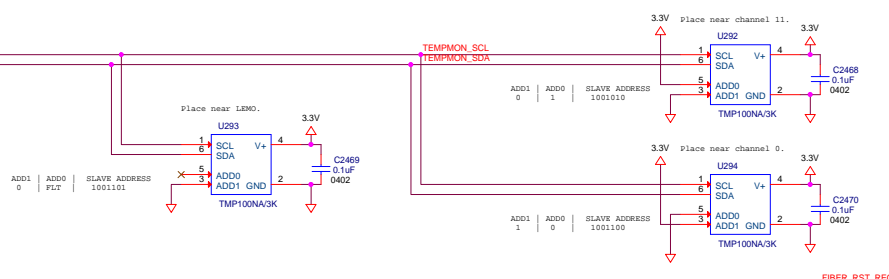 3.3V
Place near channel 11.
U292
3.3V
TEMPMON_SCL
TEMPMON_SDA
1 SCL V+ 4
6 SDA
C2468
0.1uF
0402
5 ADD0
3 ADD1 GND 2
TMP100NA/3K
ADD1 | ADD0 | SLAVE ADDRESS
0 | 1 | 1001010
Place near LEMO.
U293
3.3V
1 SCL V+ 4
6 SDA
C2469
0.1uF
0402
5 ADD0
3 ADD1 GND 2
TMP100NA/3K
ADD1 | ADD0 | SLAVE ADDRESS
0 | FLT | 1001101
3.3V
Place near channel 0.
U294
3.3V
1 SCL V+ 4
6 SDA
C2470
0.1uF
0402
5 ADD0
3 ADD1 GND 2
TMP100NA/3K
ADD1 | ADD0 | SLAVE ADDRESS
1 | 0 | 1001100